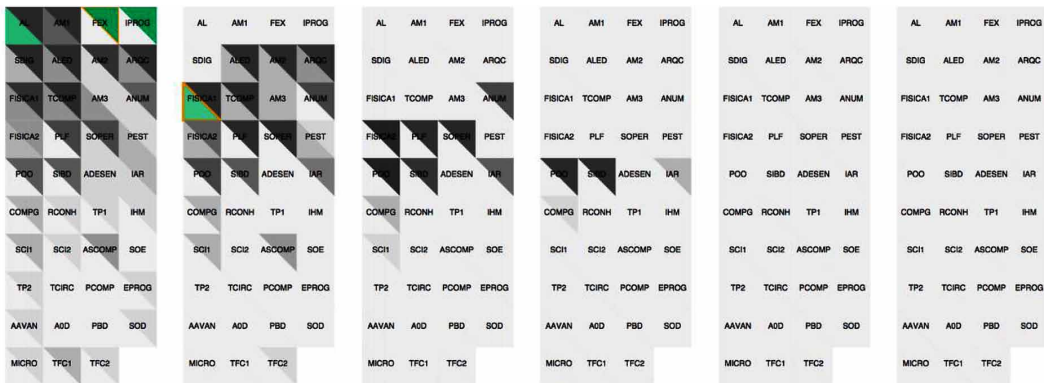 AL AM1 FEX IPROG AL AM1 FEX IPROG AL AM1 FEX IPROG AL AM1 FEX IPROG AL AM1 FEX IPROG AL AM1 FEX IPROG
SDIG ALED AM2 ARQC SDIG ALED AM2 ARQC SDIG ALED AM2 ARQC SDIG ALED AM2 ARQC SDIG ALED AM2 ARQC SDIG ALED AM2 ARQC
FISICA1 TCOMP AM3 ANUM FISICA1 TCOMP AM3 ANUM FISICA1 TCOMP AM3 ANUM FISICA1 TCOMP AM3 ANUM FISICA1 TCOMP AM3 ANUM FISICA1 TCOMP AM3 ANUM
FISICA2 PLF SOPER PEST FISICA2 PLF SOPER PEST FISICA2 PLF SOPER PEST FISICA2 PLF SOPER PEST FISICA2 PLF SOPER PEST FISICA2 PLF SOPER PEST
POO SIBD ADESEN IAR POO SIBD ADESEN IAR POO SIBD ADESEN IAR POO SIBD ADESEN IAR POO SIBD ADESEN IAR POO SIBD ADESEN IAR
COMPG RCONH TP1 IHM COMPG RCONH TP1 IHM COMPG RCONH TP1 IHM COMPG RCONH TP1 IHM COMPG RCONH TP1 IHM COMPG RCONH TP1 IHM
SCI1 SCI2 ASCOMP SOE SCI1 SCI2 ASCOMP SOE SCI1 SCI2 ASCOMP SOE SCI1 SCI2 ASCOMP SOE SCI1 SCI2 ASCOMP SOE SCI1 SCI2 ASCOMP SOE
TP2 TCIRC PCOMP EPROG TP2 TCIRC PCOMP EPROG TP2 TCIRC PCOMP EPROG TP2 TCIRC PCOMP EPROG TP2 TCIRC PCOMP EPROG TP2 TCIRC PCOMP EPROG
AAVAN A0D PBD SOD AAVAN A0D PBD SOD AAVAN A0D PBD SOD AAVAN A0D PBD SOD AAVAN A0D PBD SOD AAVAN A0D PBD SOD
MICRO TFC1 TFC2 MICRO TFC1 TFC2 MICRO TFC1 TFC2 MICRO TFC1 TFC2 MICRO TFC1 TFC2 MICRO TFC1 TFC2